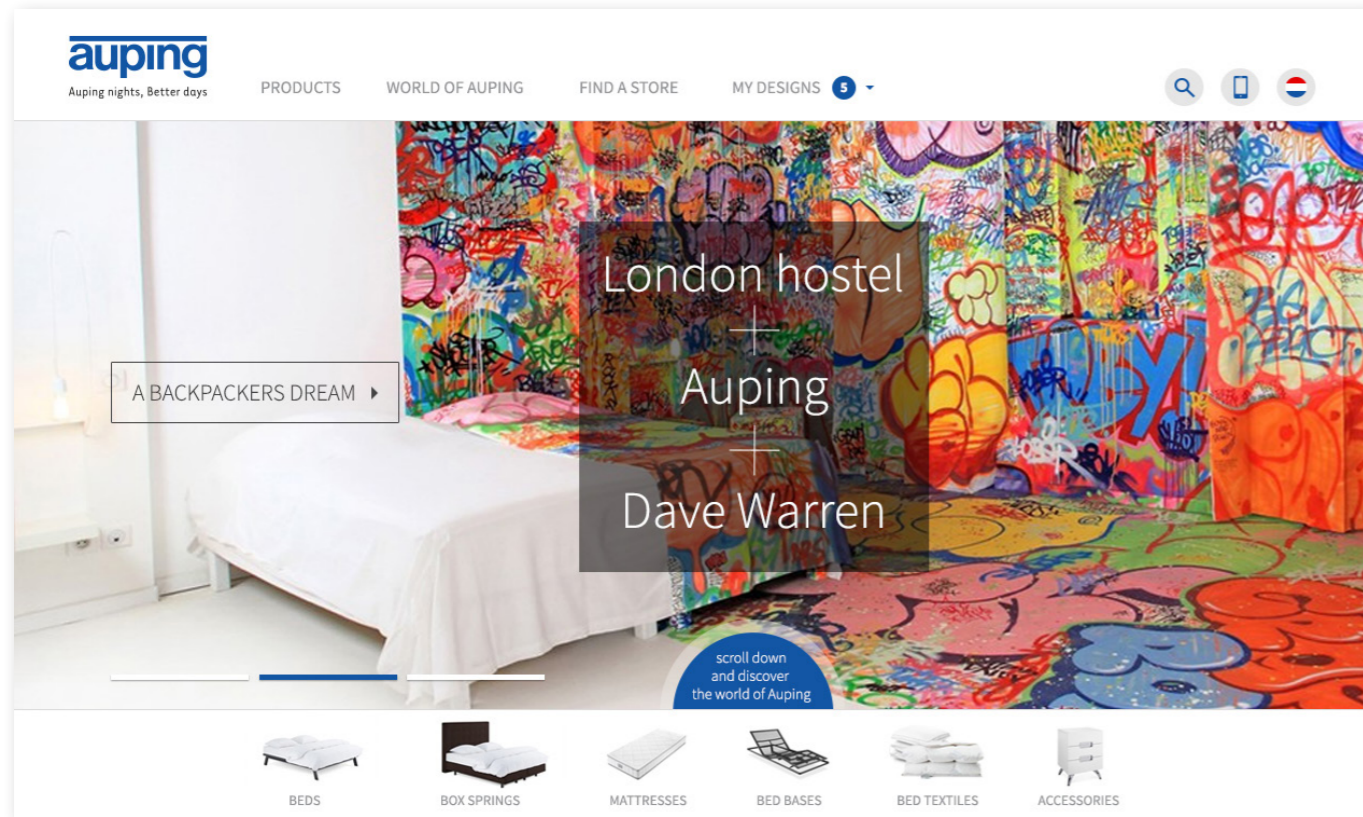 auping
Auping nights, Better days
PRODUCTS
WORLD OF AUPING
FIND A STORE
MY DESIGNS 5
London hostel
+
Auping
+
Dave Warren
A BACKPACKERS DREAM
scroll down
and discover
the world of Auping
BEDS
BOX SPRINGS
MATTRESSES
BED BASES
BED TEXTILES
ACCESSORIES